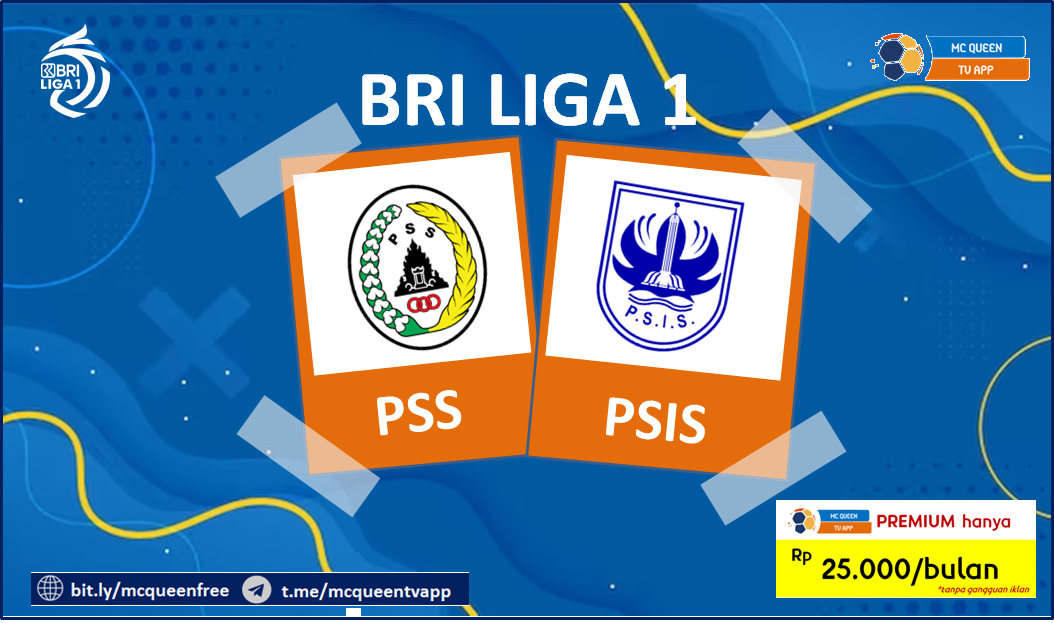 BRI
LIGA 1
MC QUEEN
TV APP
BRI LIGA 1
PSS
P.S.I.S.
PSS
PSIS
MC QUEEN
TV APP
PREMIUM hanya
Rp 25.000/bulan
*tanpa gangguan iklan
bit.ly/mcqueenfree
t.me/mcqueentvapp